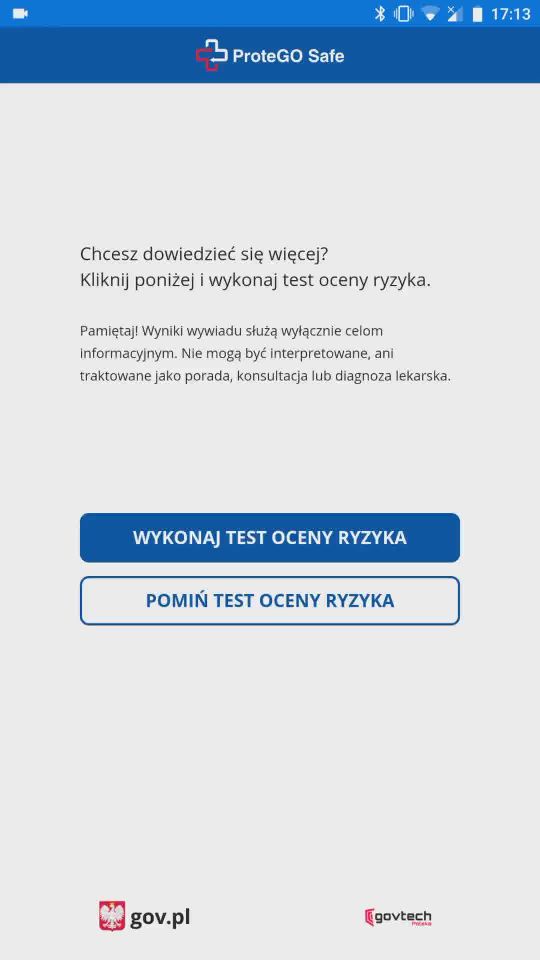 17:13
ProteGO Safe
Chcesz dowiedzieć się więcej?
Kliknij poniżej i wykonaj test oceny ryzyka.
Pamiętaj! Wyniki wywiadu służą wyłącznie celom
informacyjnym. Nie mogą być interpretowane, ani
traktowane jako porada, konsultacja lub diagnoza lekarska.
WYKONAJ TEST OCENY RYZYKA
POMIŃ TEST OCENY RYZYKA
gov.pl
govtech
Polska